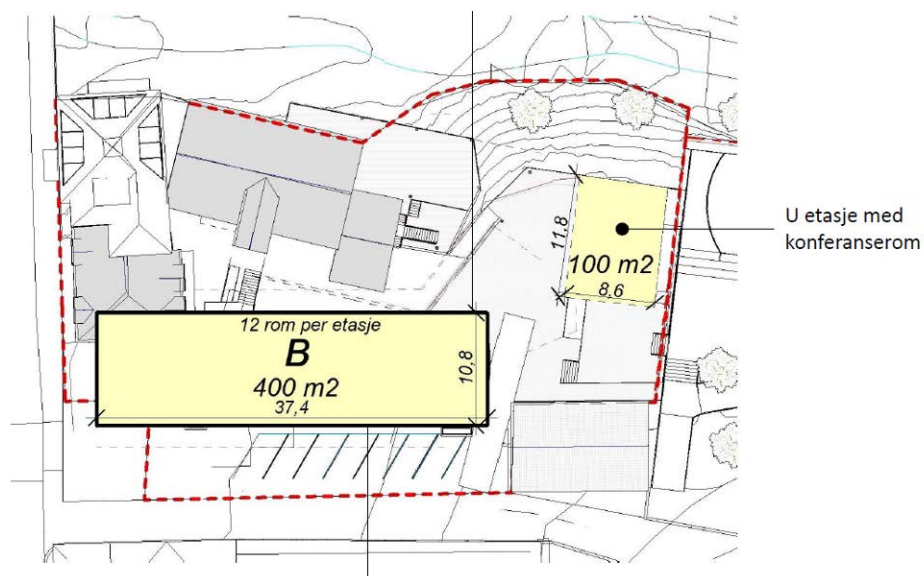 U etasje med
konferanserom
11,8
100 m2
8,6
12 rom per etasje
B
10,8
400 m2
37,4